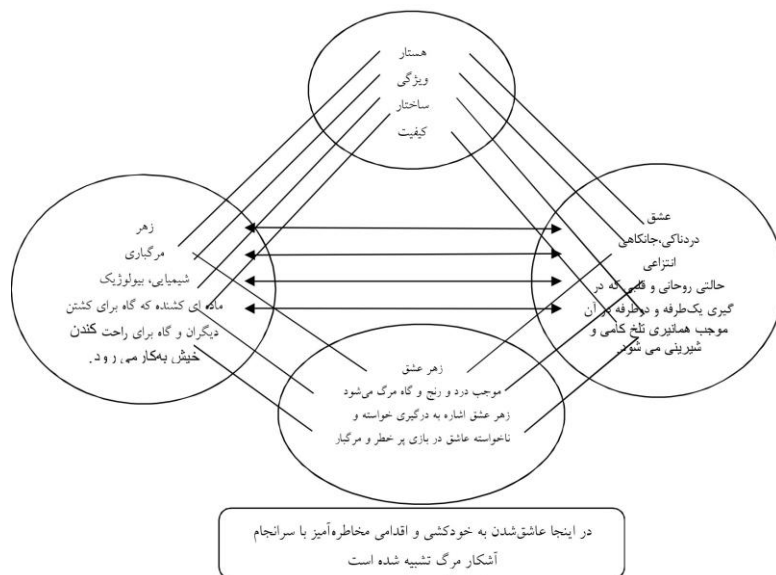 هستار
ویژگی
ساختار
کیفیت
عشق
دردناکی،جانکاهی
انتزاعی
حالتی روحانی و قلبی که در
گیری یک‌طرفه و دوطرفه در آن
موجب همانیری تلخ کامی و
شیرینی می شود.
زهر
مرگباری
شیمیایی، بیولوژیک
ماده ای کشنده که گاه برای کشتن
دیگران و گاه برای راحت کندن
خیش به‌کار می رود.
زهر عشق
موجب درد و رنج و گاه مرگ می‌شود
زهر عشق اشاره به درگیری خواسته و
ناخواسته عاشق در بازی پر خطر و مرگبار
در اینجا عاشق‌شدن به خودکشی و اقدامی مخاطره‌آمیز با سرانجام
آشکار مرگ تشبیه شده است